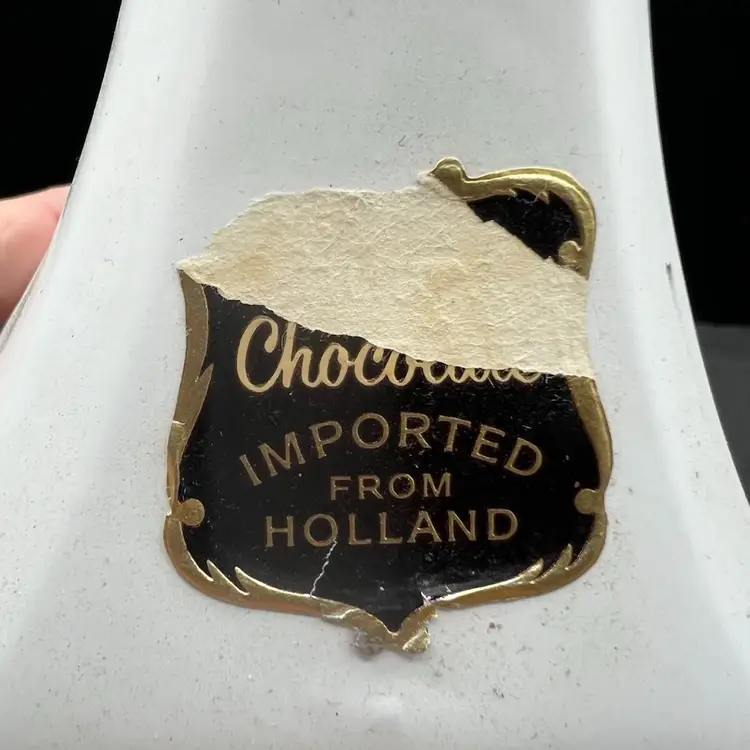 Chocolate
IMPORTED
FROM
HOLLAND